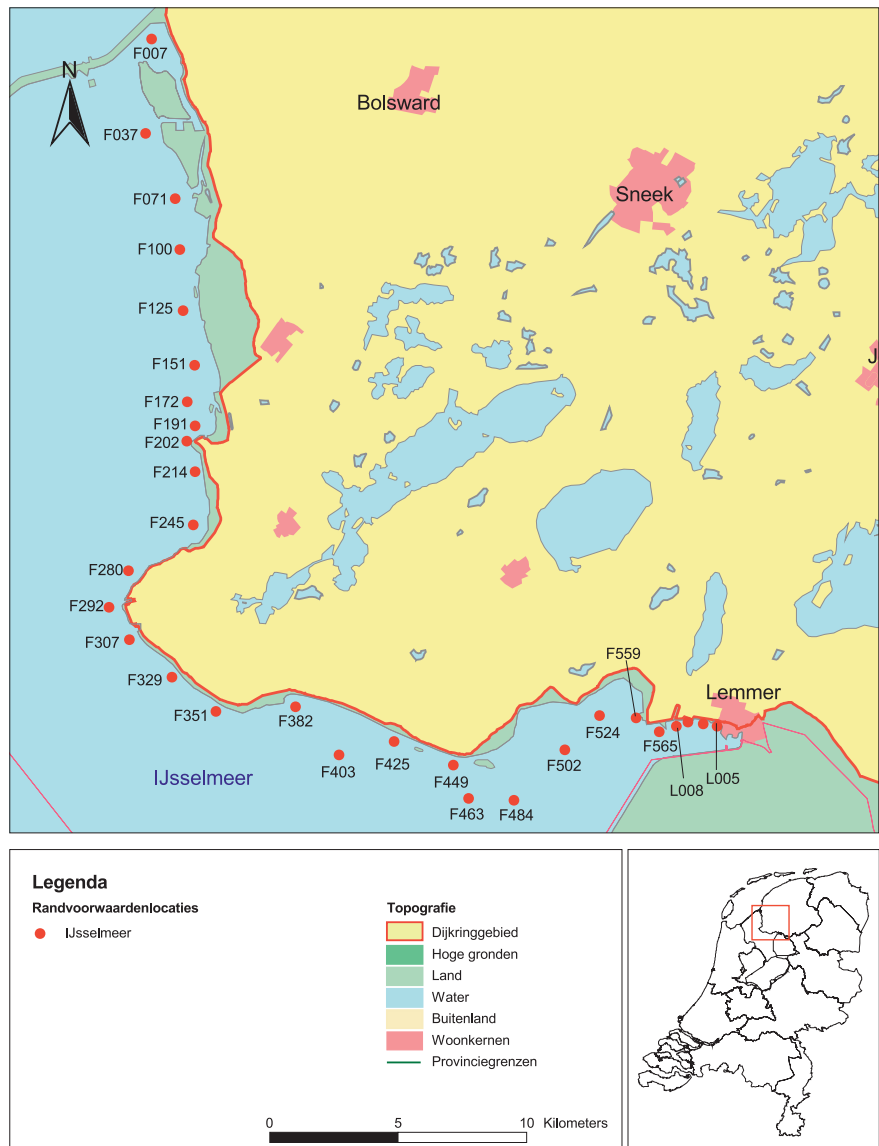 F007
N
Bolsward
F037
Sneek
F071
F100
F125
F151
J
F172
F191
F202
F214
F245
F280
F292
F307
F559
F329
Lemmer
F351
F382
F524
F565
F403
F425
F502
L005
IJsselmeer
F449
L008
F463
F484
Legenda
Randvoorwaardenlocaties
IJsselmeer
Topografie
Dijkringgebied
Hoge gronden
Land
Water
Buitenland
Woonkernen
Provinciegrenzen
0 5 10 Kilometers